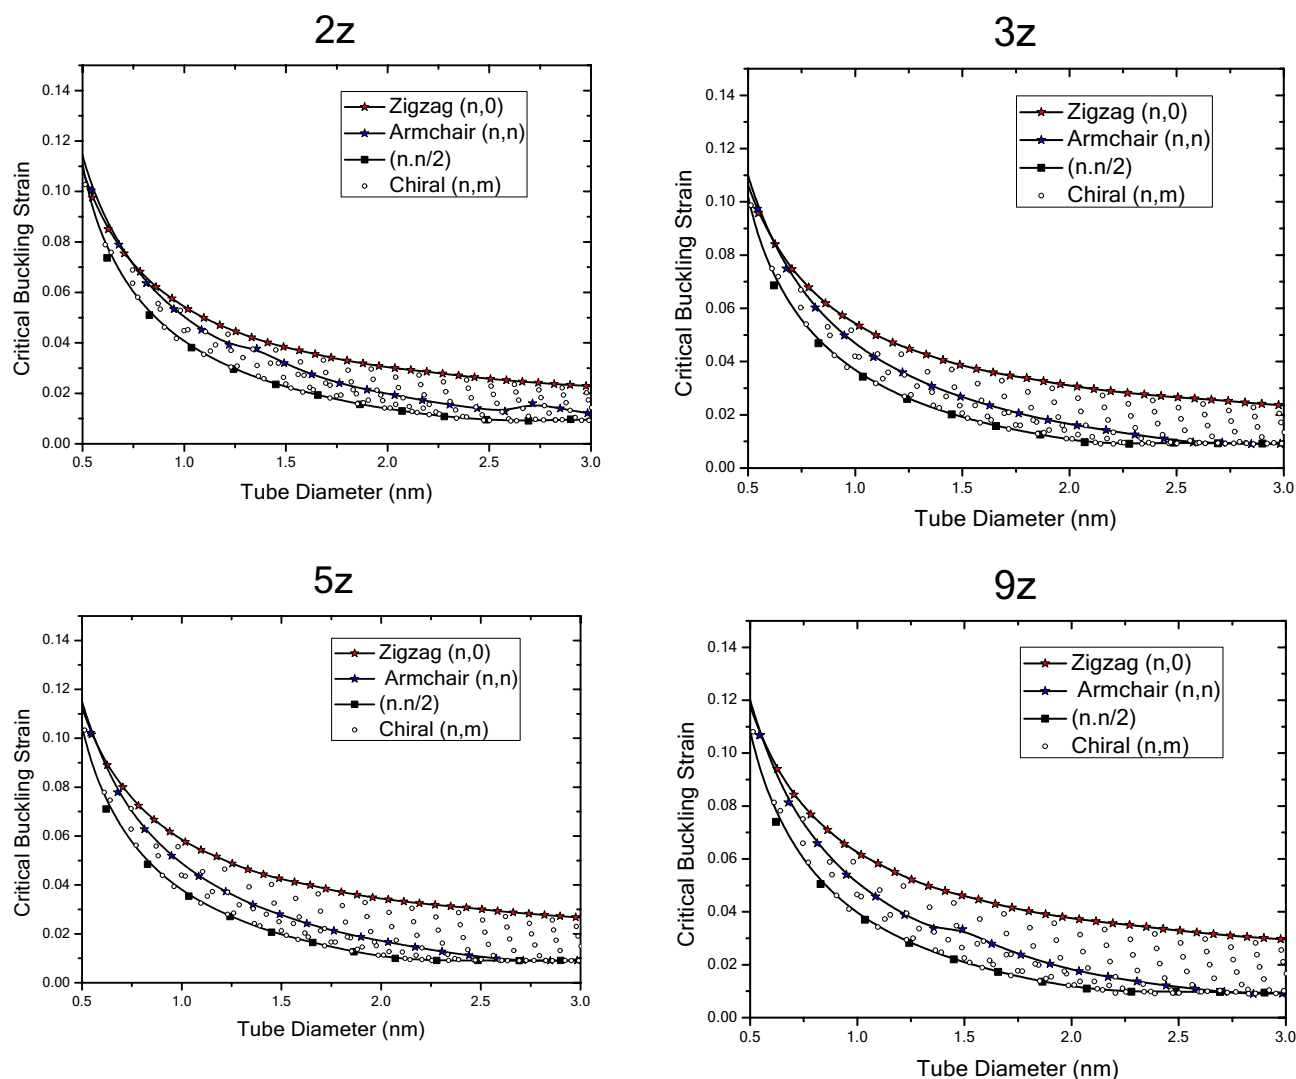 2z
Critical Buckling Strain
0.14
0.12
0.10
0.08
0.06
0.04
0.02
0.00
Zigzag (n,0)
Armchair (n,n)
(n.n/2)
Chiral (n,m)
0.5 1.0 1.5 2.0 2.5 3.0
Tube Diameter (nm)
3z
Critical Buckling Strain
0.14
0.12
0.10
0.08
0.06
0.04
0.02
0.00
Zigzag (n,0)
Armchair (n,n)
(n.n/2)
Chiral (n,m)
0.5 1.0 1.5 2.0 2.5 3.0
Tube Diameter (nm)
5z
Critical Buckling Strain
0.14
0.12
0.10
0.08
0.06
0.04
0.02
0.00
Zigzag (n,0)
Armchair (n,n)
(n.n/2)
Chiral (n,m)
0.5 1.0 1.5 2.0 2.5 3.0
Tube Diameter (nm)
9z
Critical Buckling Strain
0.14
0.12
0.10
0.08
0.06
0.04
0.02
0.00
Zigzag (n,0)
Armchair (n,n)
(n.n/2)
Chiral (n,m)
0.5 1.0 1.5 2.0 2.5 3.0
Tube Diameter (nm)